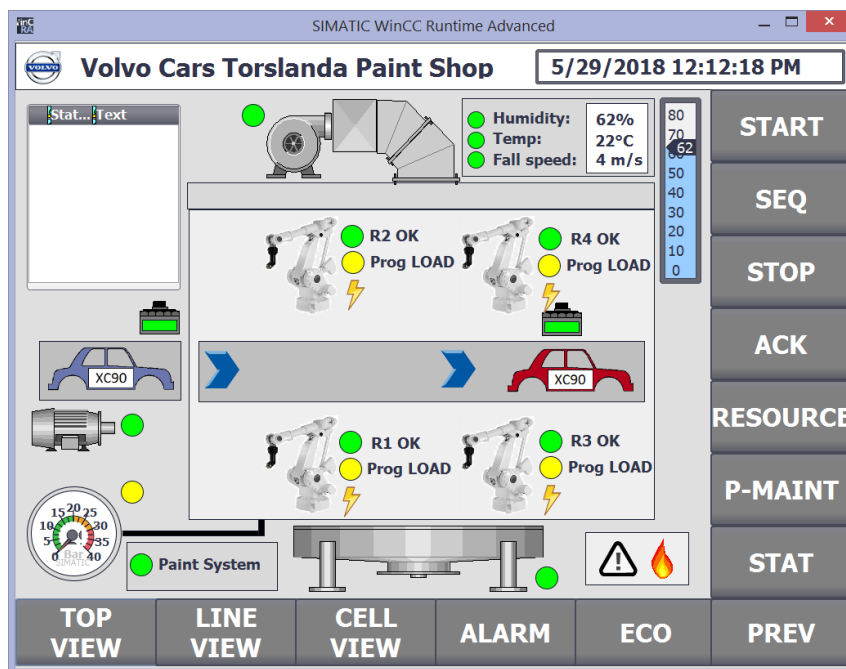 SIMATIC WinCC Runtime Advanced
VOLVO
Volvo Cars Torslanda Paint Shop
5/29/2018 12:12:18 PM
Stat... Text
Humidity: 62%
Temp: 22°C
Fall speed: 4 m/s
80
70
62
60
50
40
30
20
10
0
START
SEQ
STOP
ACK
RESOURCE
P-MAINT
STAT
R2 OK
Prog LOAD
R4 OK
Prog LOAD
XC90
XC90
R1 OK
Prog LOAD
R3 OK
Prog LOAD
0 5 10 15 20 25 30 35 40
Bar
SIMATIC
Paint System
TOP VIEW
LINE VIEW
CELL VIEW
ALARM
ECO
PREV